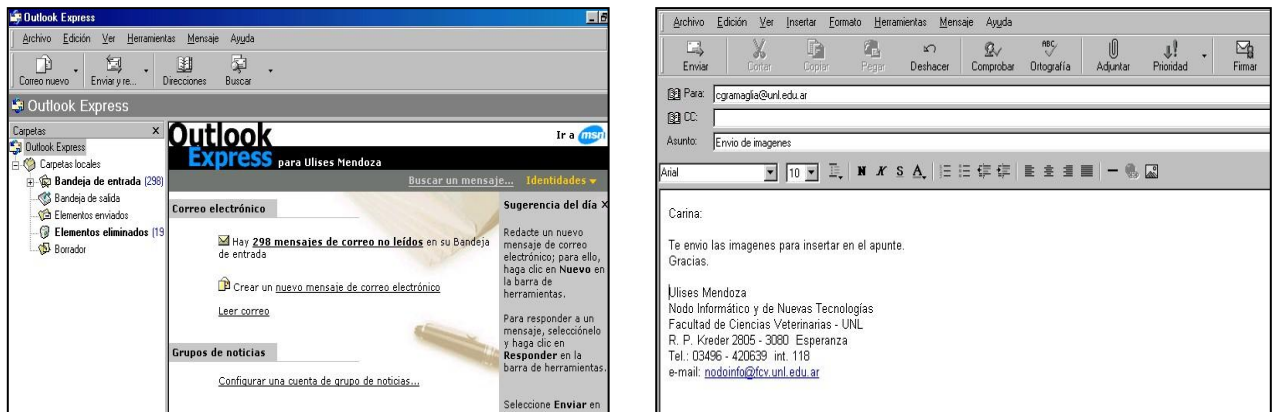 Outlook Express
Archivo Edición Ver Herramientas Mensaje Ayuda
Correo nuevo Enviar y re... Direcciones Buscar
Outlook Express
Carpetas x
Outlook Express
Carpetas locales
Bandeja de entrada (298)
Bandeja de salida
Elementos enviados
Elementos eliminados (19
Borrador
Outlook
Express para Ulises Mendoza
Ir a msn
Buscar un mensaje... Identidades
Correo electrónico
Hay 298 mensajes de correo no leídos en su Bandeja
de entrada
Crear un nuevo mensaje de correo electrónico
Leer correo
Grupos de noticias
Configurar una cuenta de grupo de noticias...
Sugerencia del día X
Redacte un nuevo
mensaje de correo
electrónico; para ello,
haga clic en Nuevo en
la barra de
herramientas.
Para responder a un
mensaje, selecciónelo
y haga clic en
Responder en la
barra de herramientas.
Seleccione Enviar en
Archivo Edición Ver Insertar Formato Herramientas Mensaje Ayuda
Enviar Cortar Copiar Pegar Deshacer Comprobar Ortografía Adjuntar Prioridad Firmar
Para: cgramaglia@unl.edu.ar
CC:
Asunto: Envio de imagenes
Arial 10 N K S A
Carina:
Te envio las imagenes para insertar en el apunte.
Gracias.
Ulises Mendoza
Nodo Informático y de Nuevas Tecnologías
Facultad de Ciencias Veterinarias - UNL
R. P. Kreder 2805 - 3080 Esperanza
Tel.: 03496 - 420639 int. 118
e-mail: nodoinfo@fcv.unl.edu.ar